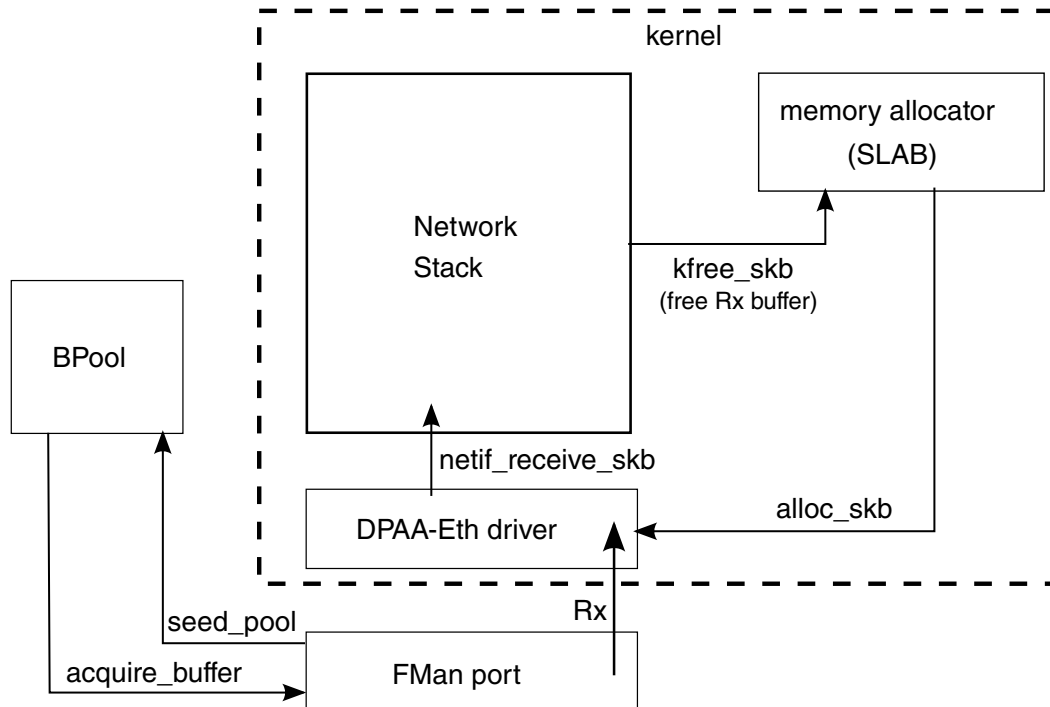 kernel
memory allocator
(SLAB)
Network
Stack
kfree_skb
(free Rx buffer)
BPool
netif_receive_skb
alloc_skb
DPAA-Eth driver
Rx
seed_pool
acquire_buffer
FMan port